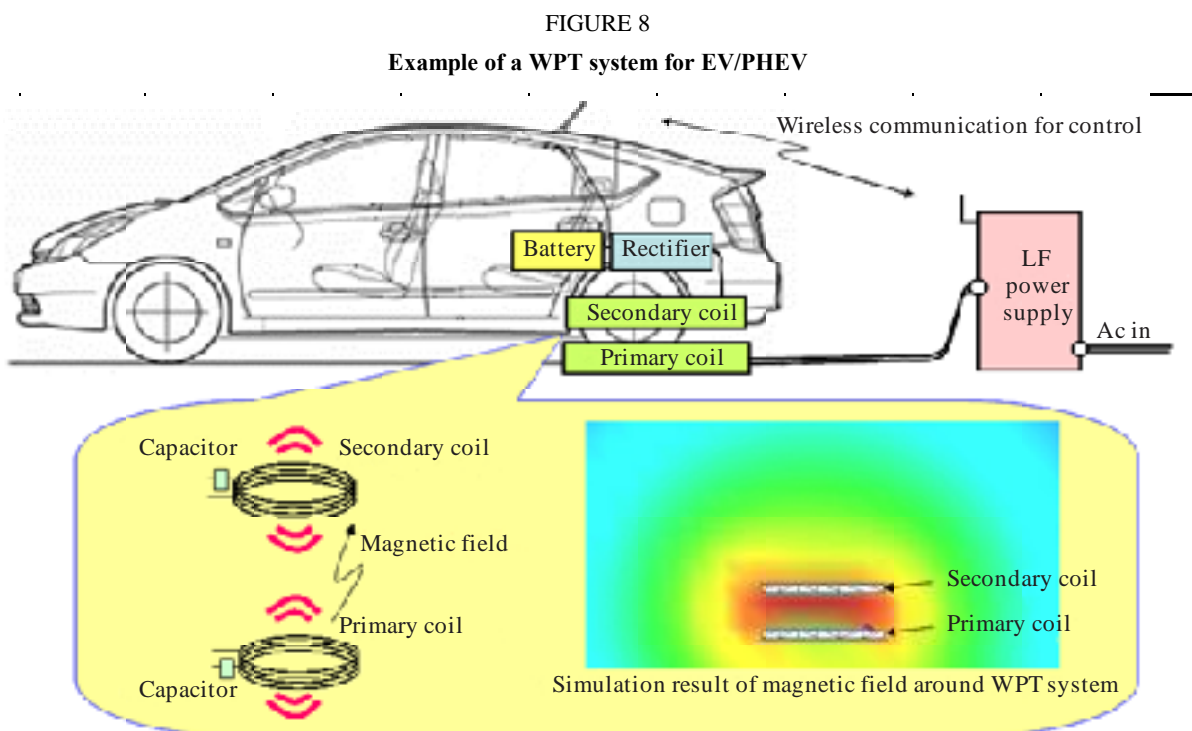 FIGURE 8
Example of a WPT system for EV/PHEV
Wireless communication for control
Battery
Rectifier
LF
power
supply
Secondary coil
Ac in
Primary coil
Capacitor
Secondary coil
Magnetic field
Primary coil
Capacitor
Secondary coil
Primary coil
Simulation result of magnetic field around WPT system